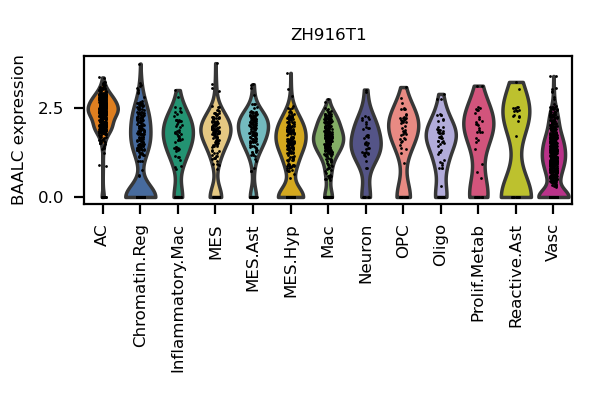 ZH916T1
BAALC expression
2.5
0.0
AC
Chromatin.Reg
Inflammatory.Mac
MES
MES.Ast
MES.Hyp
Mac
Neuron
OPC
Oligo
Prolif.Metab
Reactive.Ast
Vasc